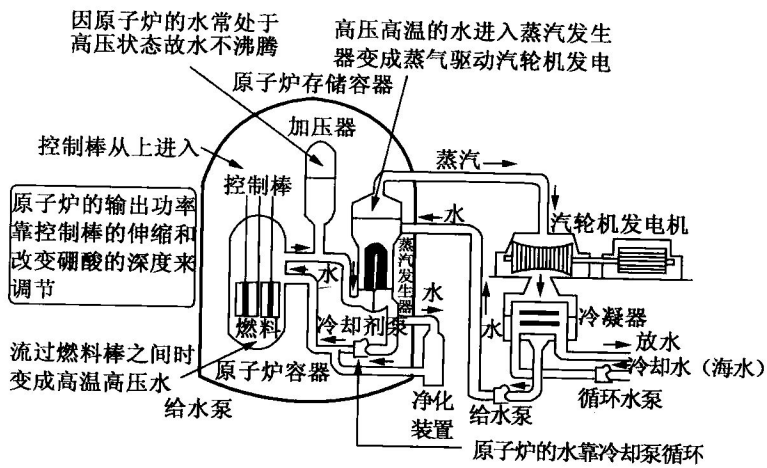 因原子炉的水常处于
高压状态故水不沸腾
高压高温的水进入蒸汽发生
器变成蒸气驱动汽轮机发电
原子炉存储容器
加压器
控制棒从上进入
控制棒
蒸汽
原子炉的输出功率
靠控制棒的伸缩和
改变硼酸的深度来
调节
水
汽轮机发电机
蒸汽发生器
水
水
水
冷凝器
燃料
冷却剂泵
放水
流过燃料棒之间时
变成高温高压水
原子炉容器
冷却水（海水）
给水泵
净化
装置
给水泵
循环水泵
原子炉的水靠冷却泵循环